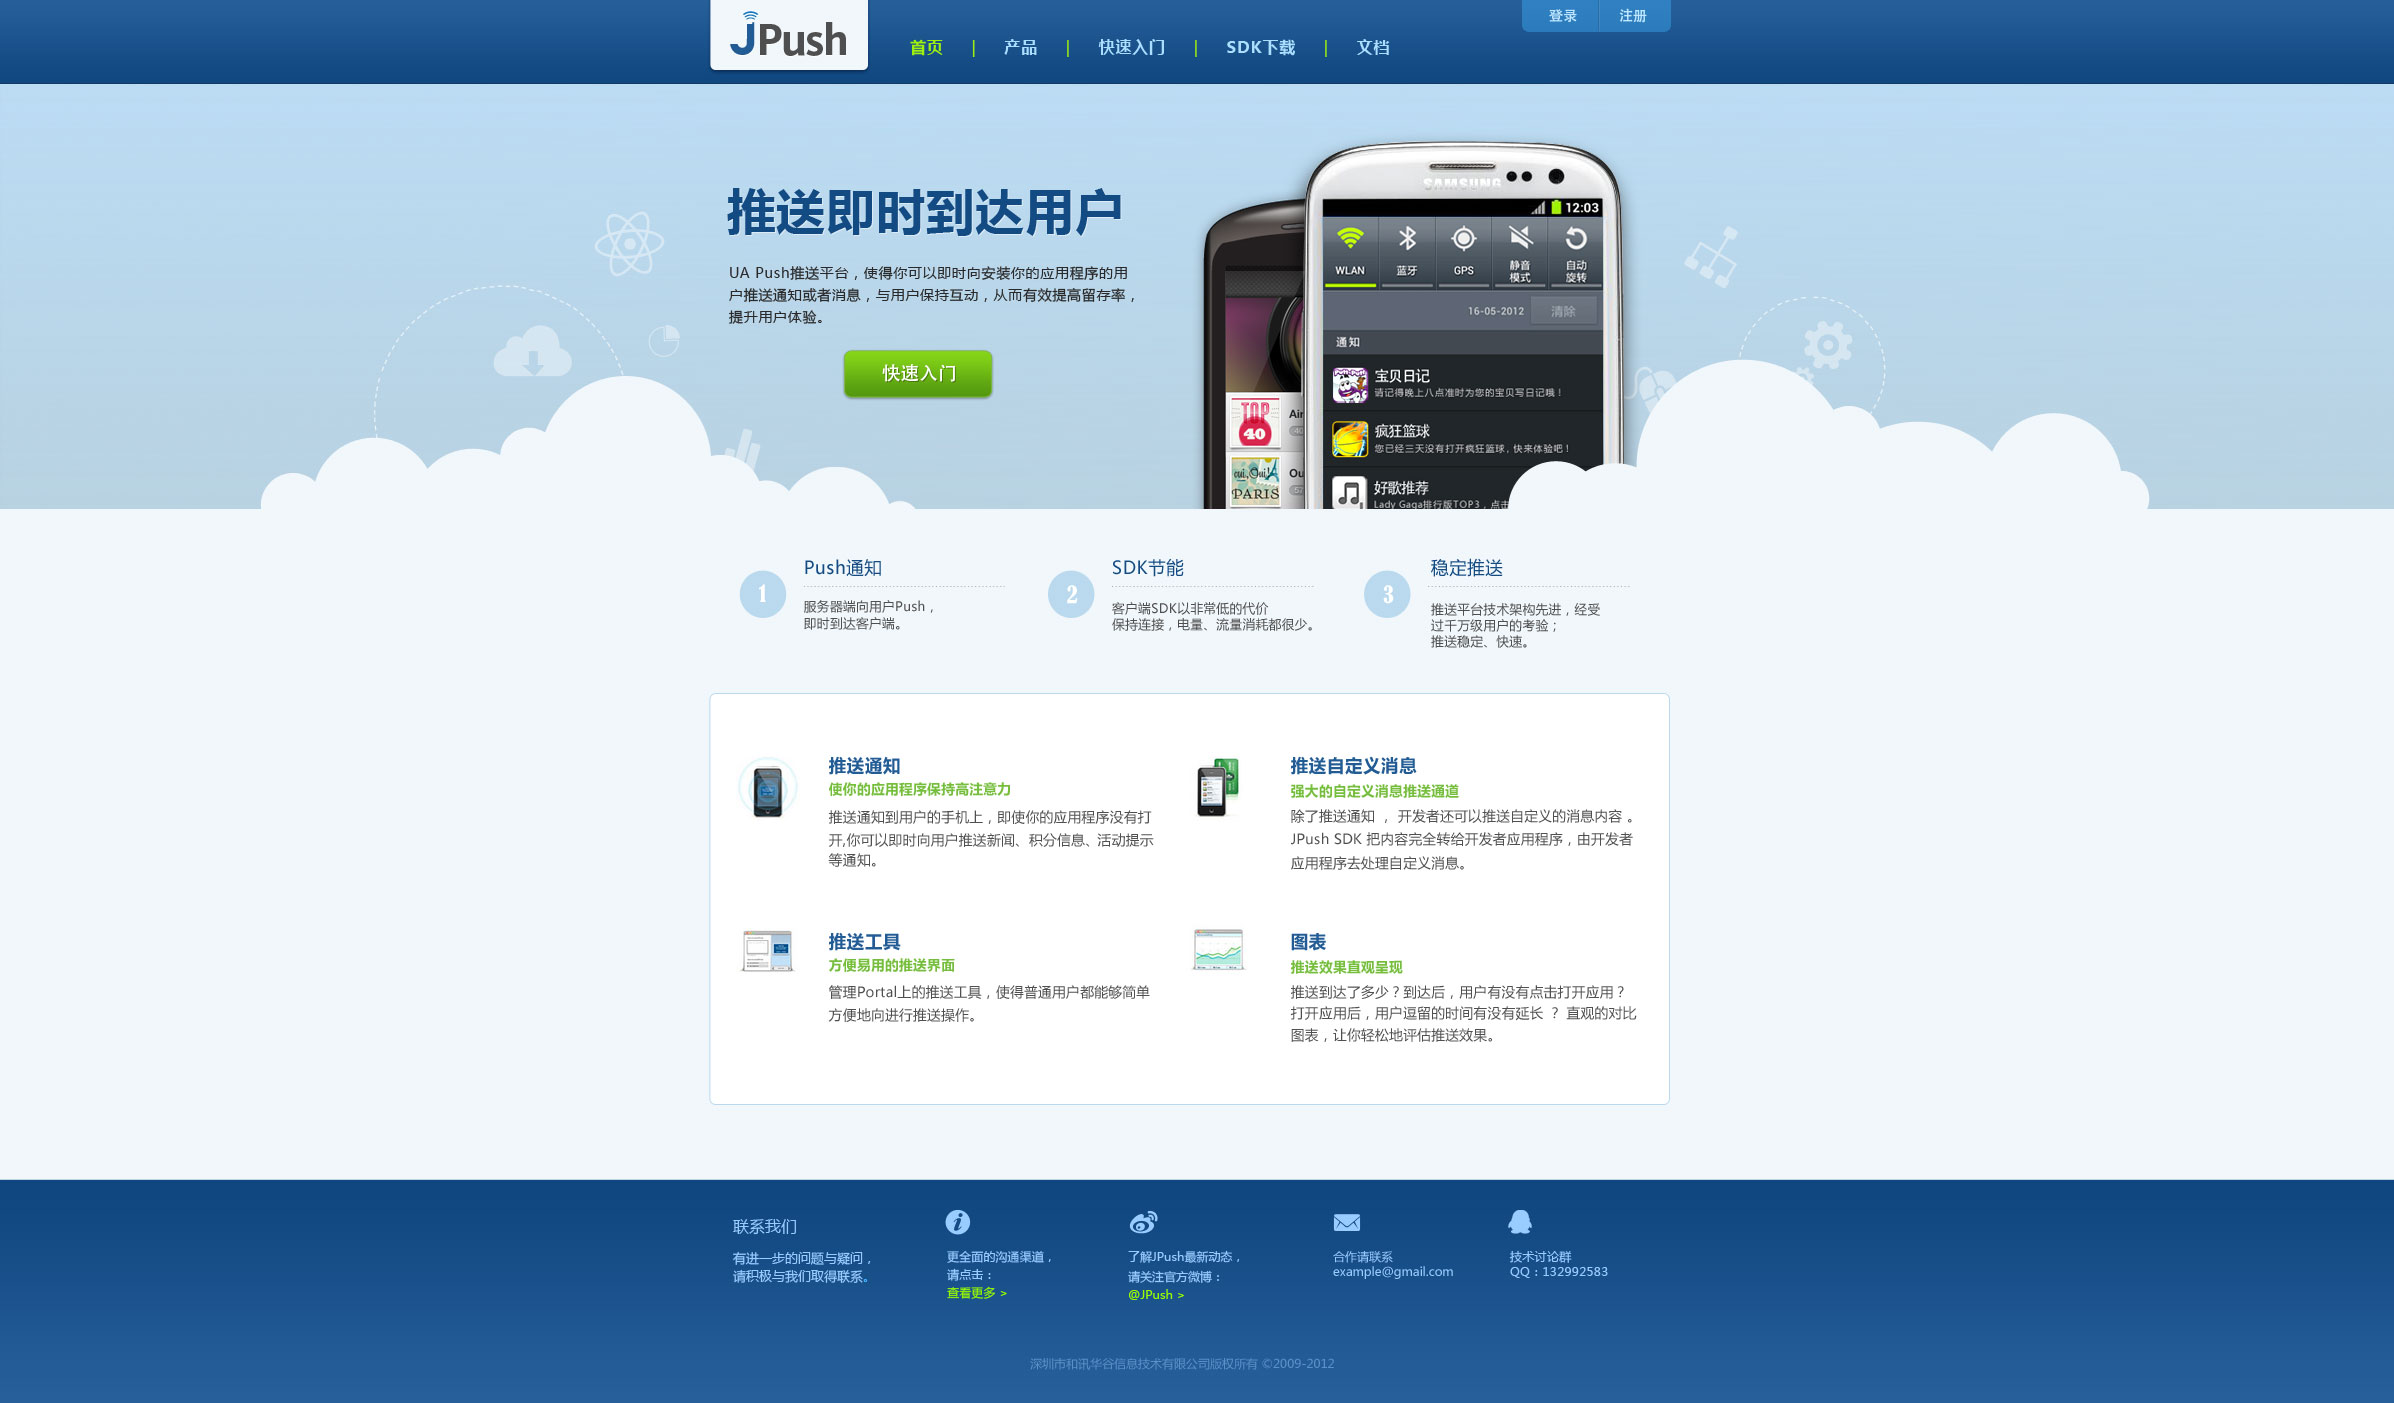 JPush
首页 | 产品 | 快速入门 | SDK下载 | 文档
登录 注册
推送即时到达用户
UA Push推送平台，使得你可以即时向安装你的应用程序的用
户推送通知或者消息，与用户保持互动，从而有效提高留存率，
提升用户体验。
快速入门
SAMSUNG
12:03
WLAN 蓝牙 GPS 静音模式 自动旋转
16-05-2012 清除
通知
宝贝日记
请记得晚上八点准时为您的宝贝写日记哦！
疯狂篮球
您已经三天没有打开疯狂篮球，快来体验吧！
好歌推荐
Lady Gaga排行版TOP3，点击
TOP 40
Air
40
oui, Oui!
PARIS
Ou
57
1
Push通知
服务器端向用户Push，
即时到达客户端。
2
SDK节能
客户端SDK以非常低的代价
保持连接，电量、流量消耗都很少。
3
稳定推送
推送平台技术架构先进，经受
过千万级用户的考验；
推送稳定、快速。
推送通知
使你的应用程序保持高注意力
推送通知到用户的手机上，即使你的应用程序没有打
开,你可以即时向用户推送新闻、积分信息、活动提示
等通知。
推送自定义消息
强大的自定义消息推送通道
除了推送通知 ， 开发者还可以推送自定义的消息内容 。
JPush SDK 把内容完全转给开发者应用程序，由开发者
应用程序去处理自定义消息。
推送工具
方便易用的推送界面
管理Portal上的推送工具，使得普通用户都能够简单
方便地向进行推送操作。
图表
推送效果直观呈现
推送到达了多少？到达后，用户有没有点击打开应用？
打开应用后，用户逗留的时间有没有延长 ？ 直观的对比
图表，让你轻松地评估推送效果。
联系我们
有进一步的问题与疑问，
请积极与我们取得联系。
更全面的沟通渠道，
请点击：
查看更多 >
了解JPush最新动态，
请关注官方微博：
@JPush >
合作请联系
example@gmail.com
技术讨论群
QQ：132992583
深圳市和讯华谷信息技术有限公司版权所有 ©2009-2012